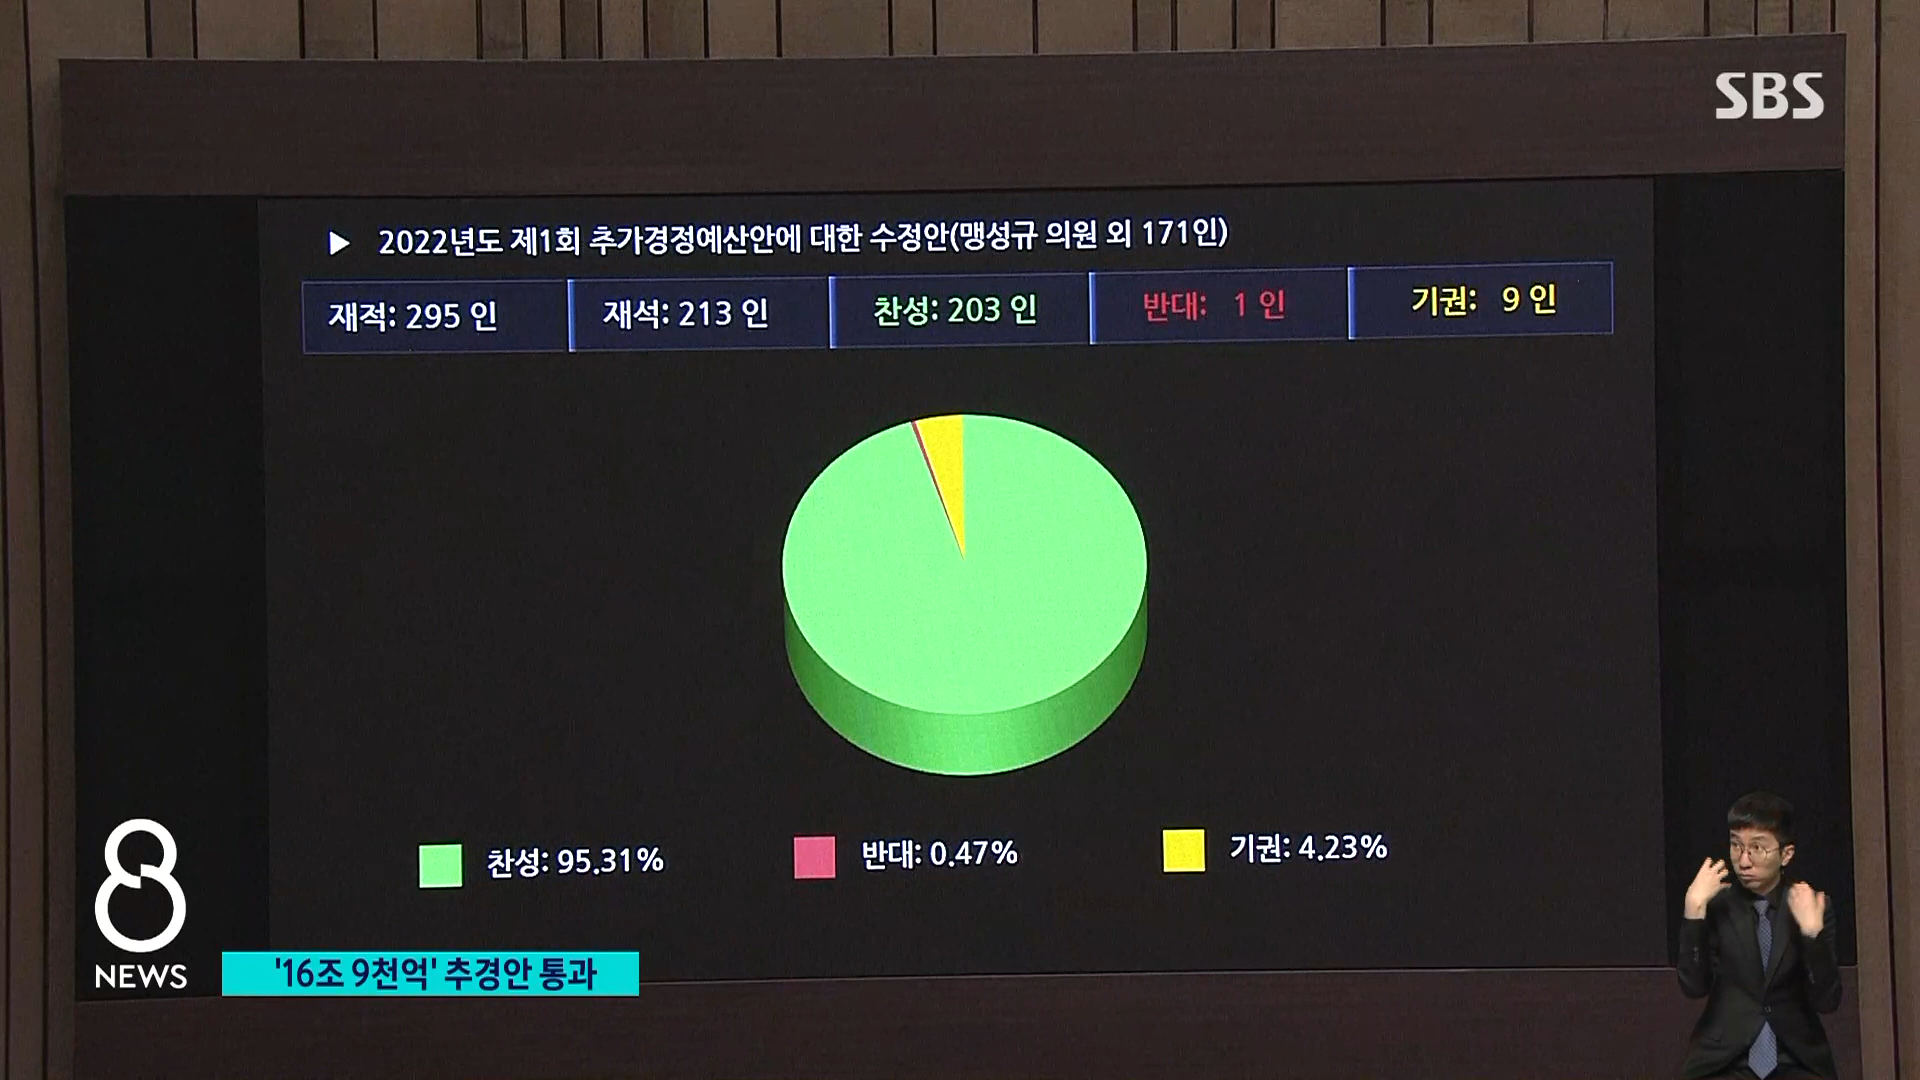 SBS
▶ 2022년도 제1회 추가경정예산안에 대한 수정안(맹성규 의원 외 171인)
재적: 295 인 재석: 213 인 찬성: 203 인 반대: 1 인 기권: 9 인
찬성: 95.31% 반대: 0.47% 기권: 4.23%
8
NEWS
'16조 9천억' 추경안 통과